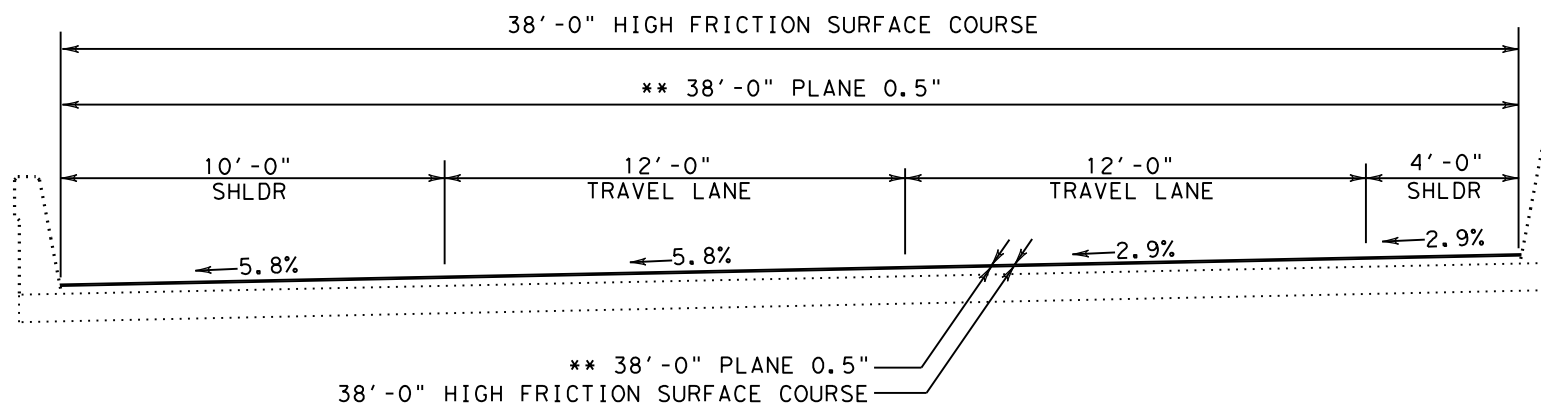 38'-0" HIGH FRICTION SURFACE COURSE
** 38'-0" PLANE 0.5"
10'-0"
SHLDR
12'-0"
TRAVEL LANE
12'-0"
TRAVEL LANE
4'-0"
SHLDR
5.8%
5.8%
2.9%
2.9%
** 38'-0" PLANE 0.5"
38'-0" HIGH FRICTION SURFACE COURSE